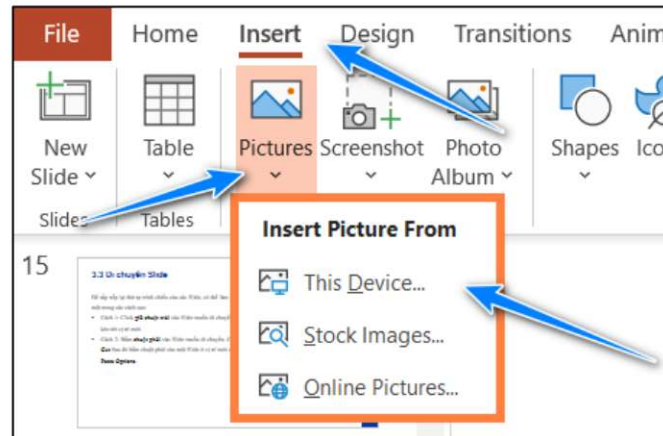 File Home Insert Design Transitions Anim
New Slide
Table
Pictures
Screenshot
Photo Album
Shapes
Ico
Slides
Tables
Insert Picture From
This Device...
Stock Images...
Online Pictures...
15
3.3 Di chuyển Slide